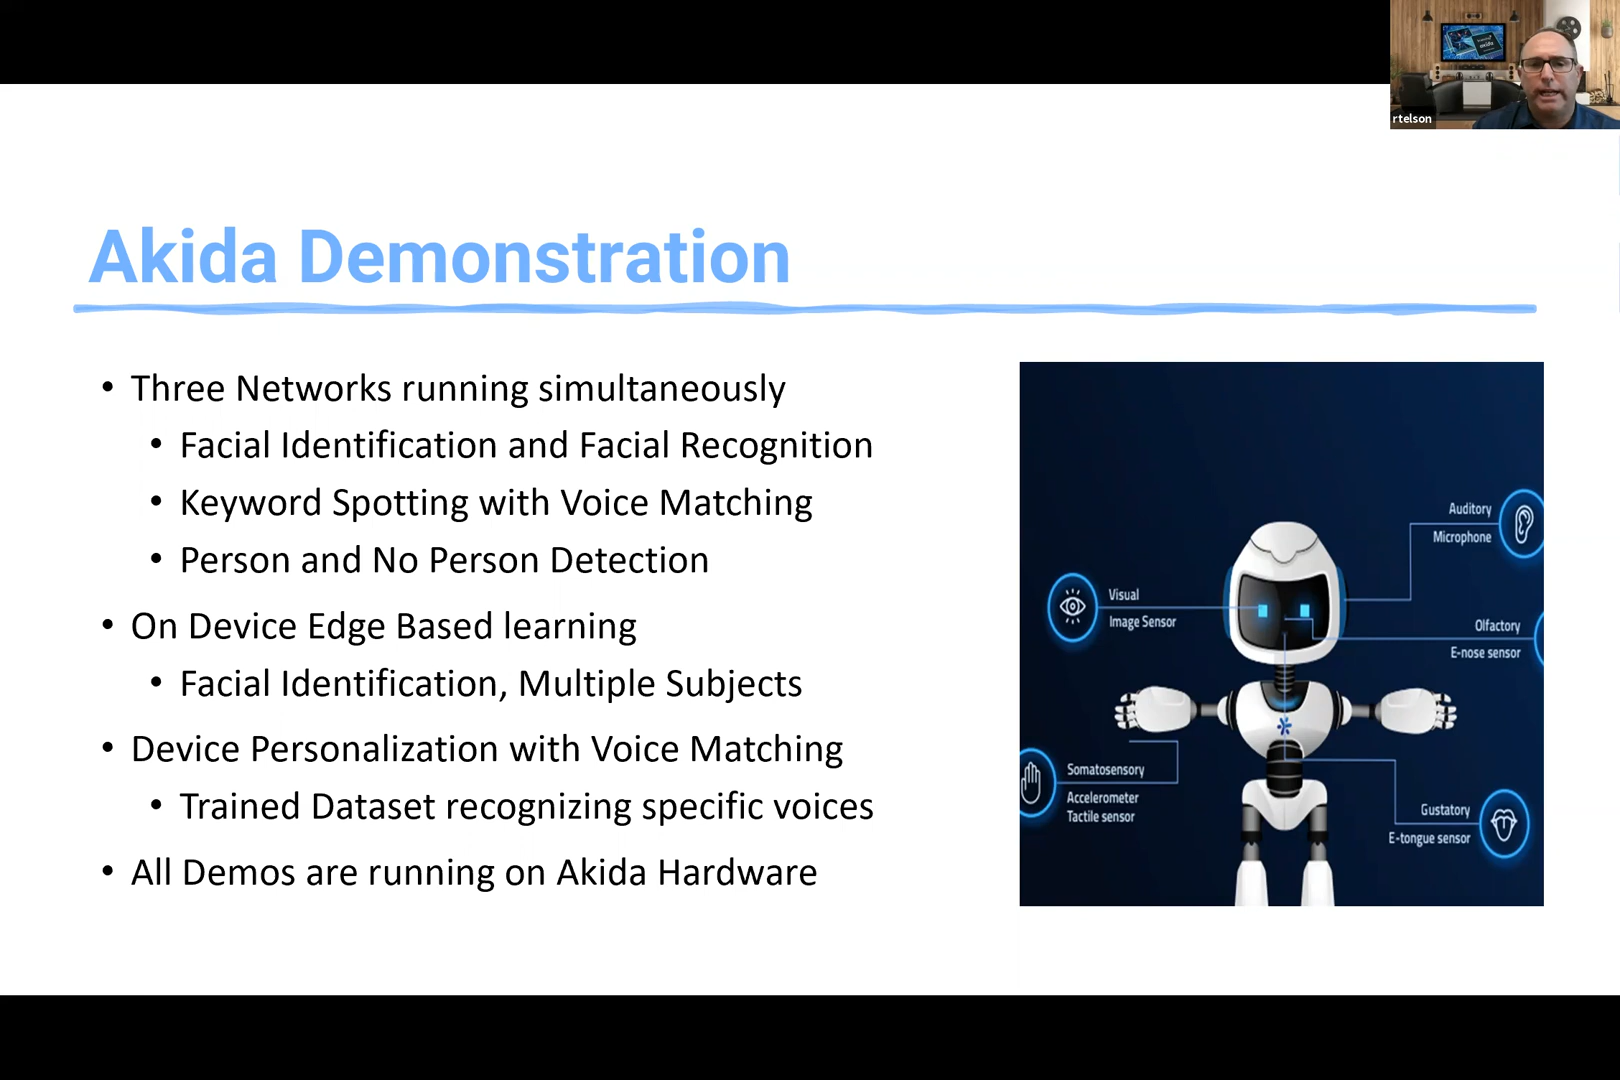 rtelson
Akida Demonstration
• Three Networks running simultaneously
• Facial Identification and Facial Recognition
• Keyword Spotting with Voice Matching
• Person and No Person Detection
• On Device Edge Based learning
• Facial Identification, Multiple Subjects
• Device Personalization with Voice Matching
• Trained Dataset recognizing specific voices
• All Demos are running on Akida Hardware
Auditory
Microphone
Visual
Image Sensor
Olfactory
E-nose sensor
Somatosensory
Accelerometer
Tactile sensor
Gustatory
E-tongue sensor